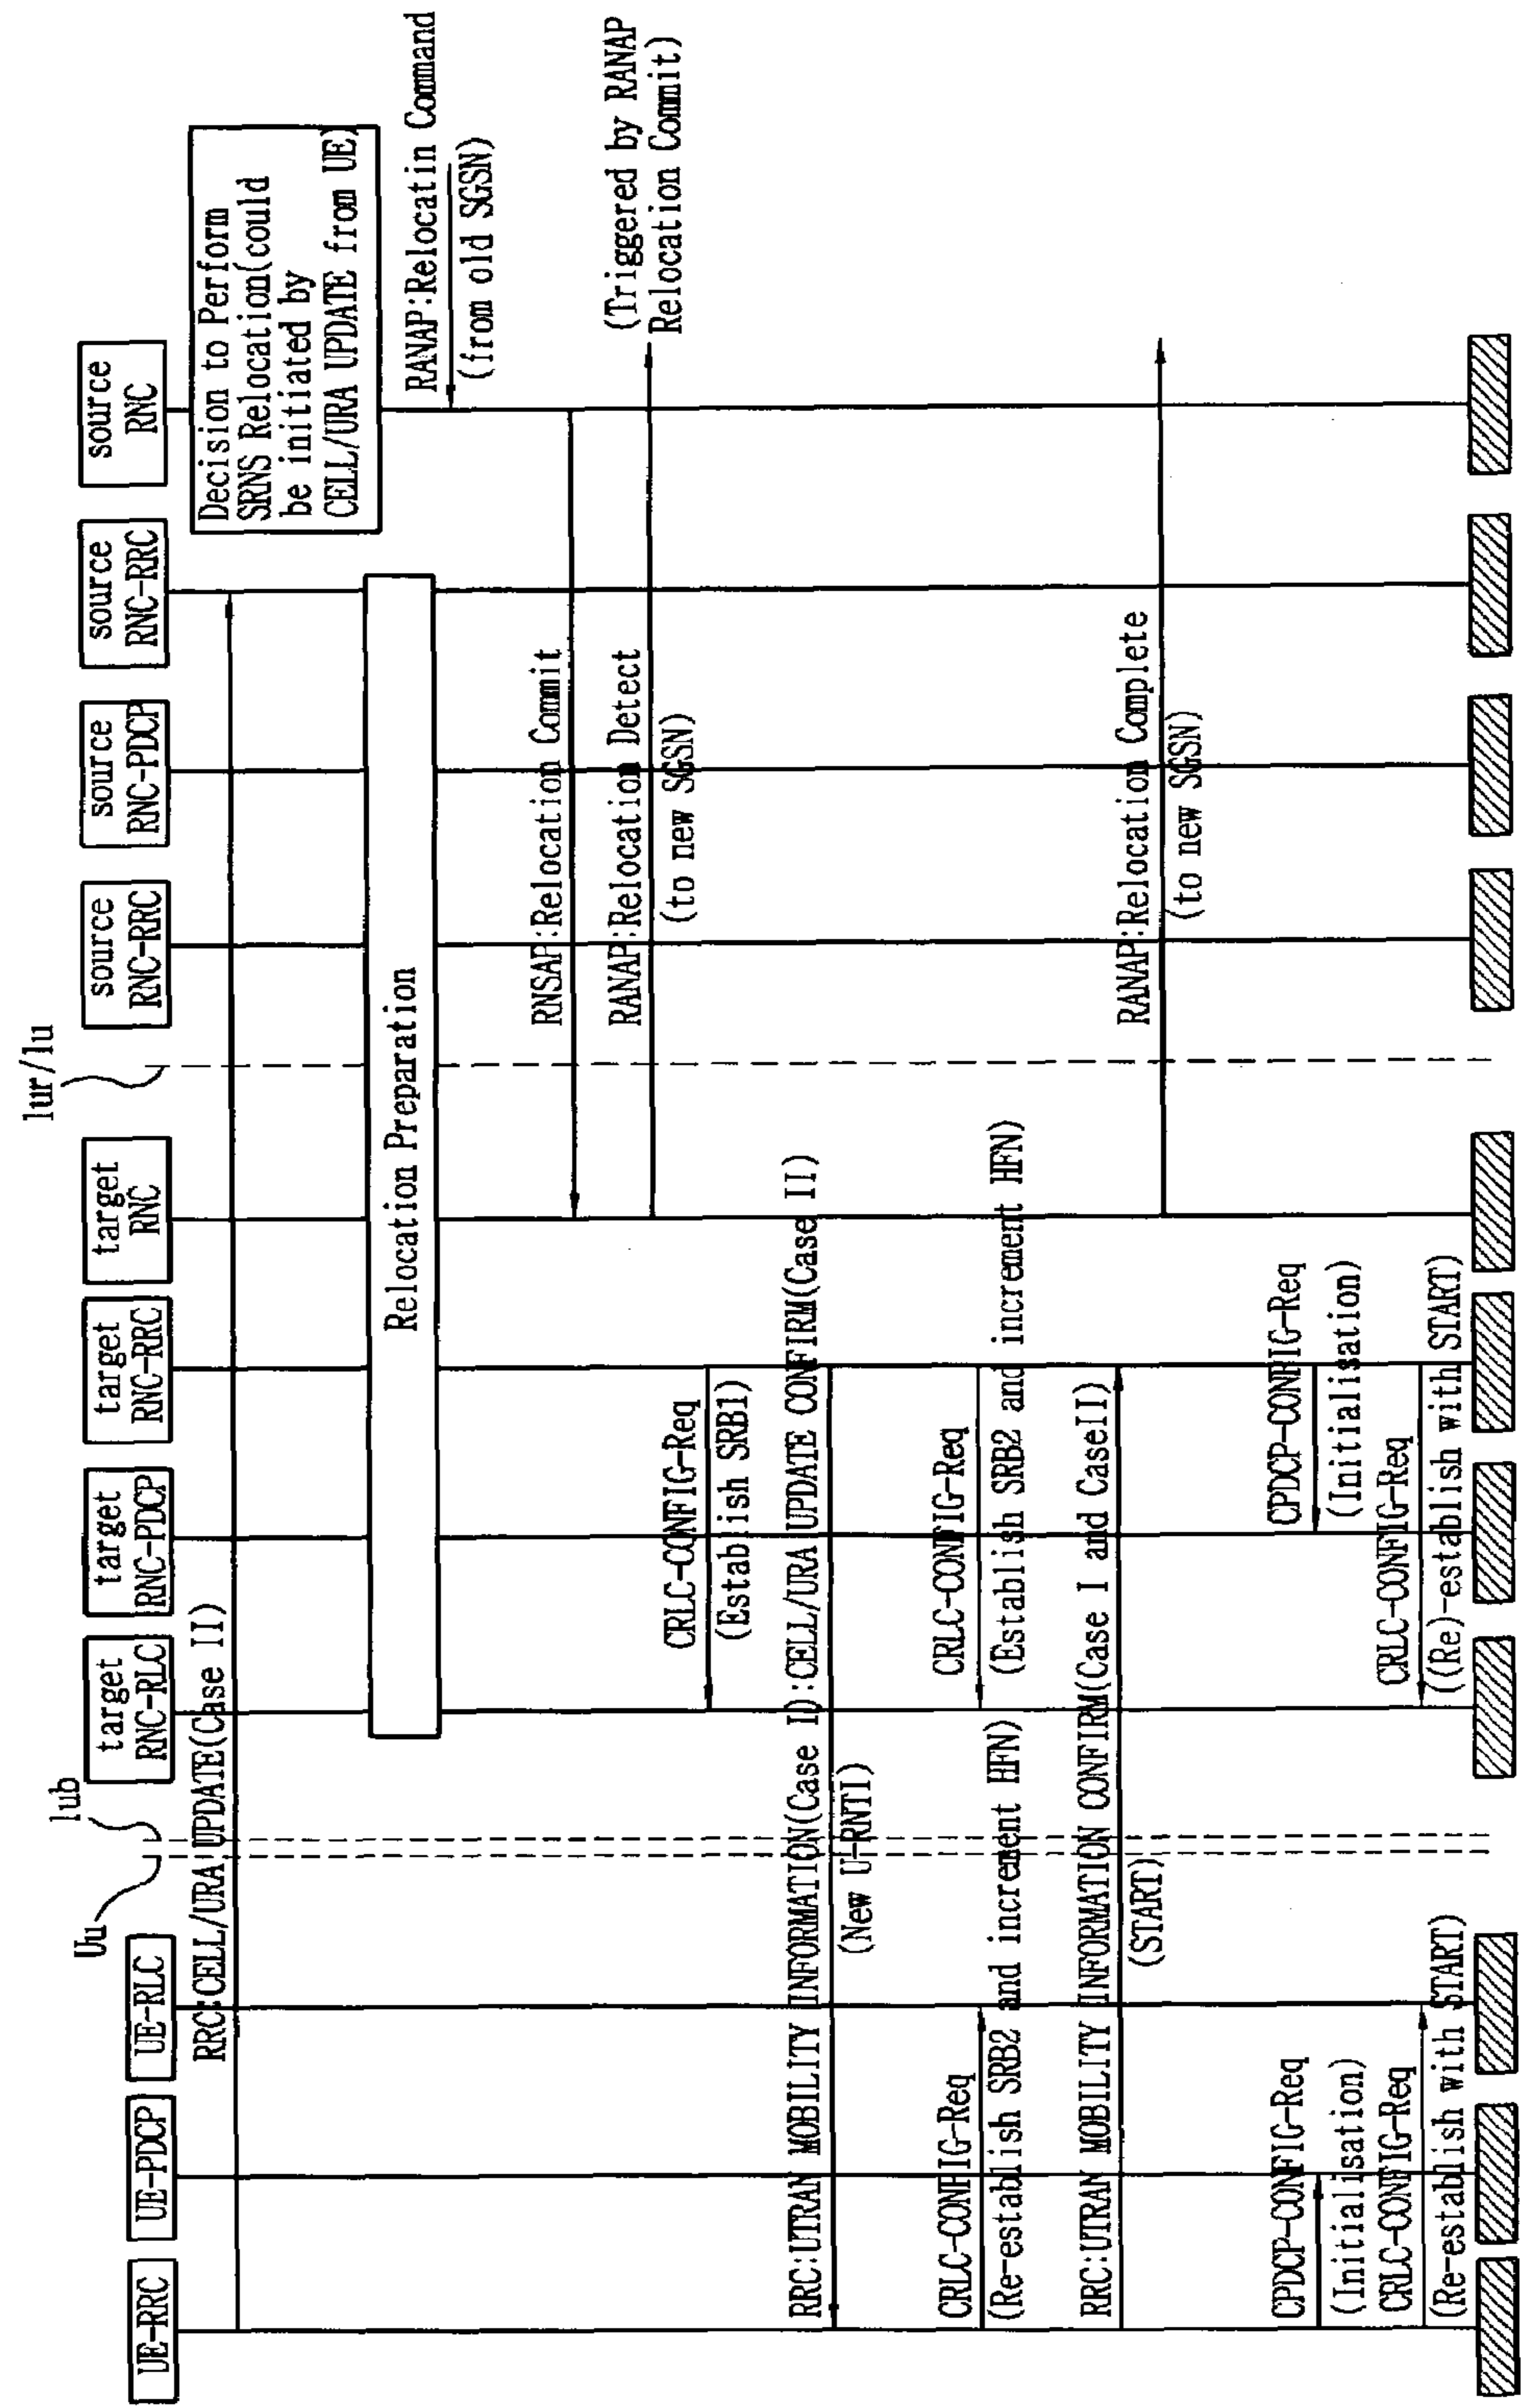 UE-RRC
UE-PDCP
UE-RLC
Uu
lub
target
RNC-RLC
target
RNC-PDCP
target
RNC-RRC
target
RNC
lur/lu
source
RNC-RRC
source
RNC-PDCP
source
RNC-RRC
source
RNC
RRC:CELL/URA UPDATE(Case II)
Decision to Perform
SRNS Relocation(could
be initiated by
CELL/URA UPDATE from UE)
Relocation Preparation
RANAP:Relocatin Command
(from old SGSN)
RNSAP:Relocation Commit
RANAP:Relocation Detect
(to new SGSN)
(Triggered by RANAP
Relocation Commit)
CRLC-CONFIG-Req
(Establish SRB1)
RRC:UTRAN MOBILITY INFORMATION(Case I):CELL/URA UPDATE CONFIRM(Case II)
(New U-RNTI)
CRLC-CONFIG-Req
(Re-establish SRB2 and increment HFN)
CRLC-CONFIG-Req
(Establish SRB2 and increment HFN)
RRC:UTRAN MOBILITY INFORMATION CONFIRM(Case I and CaseII)
(START)
RANAP:Relocation Complete
(to new SGSN)
CPDCP-CONFIG-Req
(Initialisation)
CRLC-CONFIG-Req
(Re-establish with START)
CPDCP-CONFIG-Req
(Initialisation)
CRLC-CONFIG-Req
((Re)-establish with START)